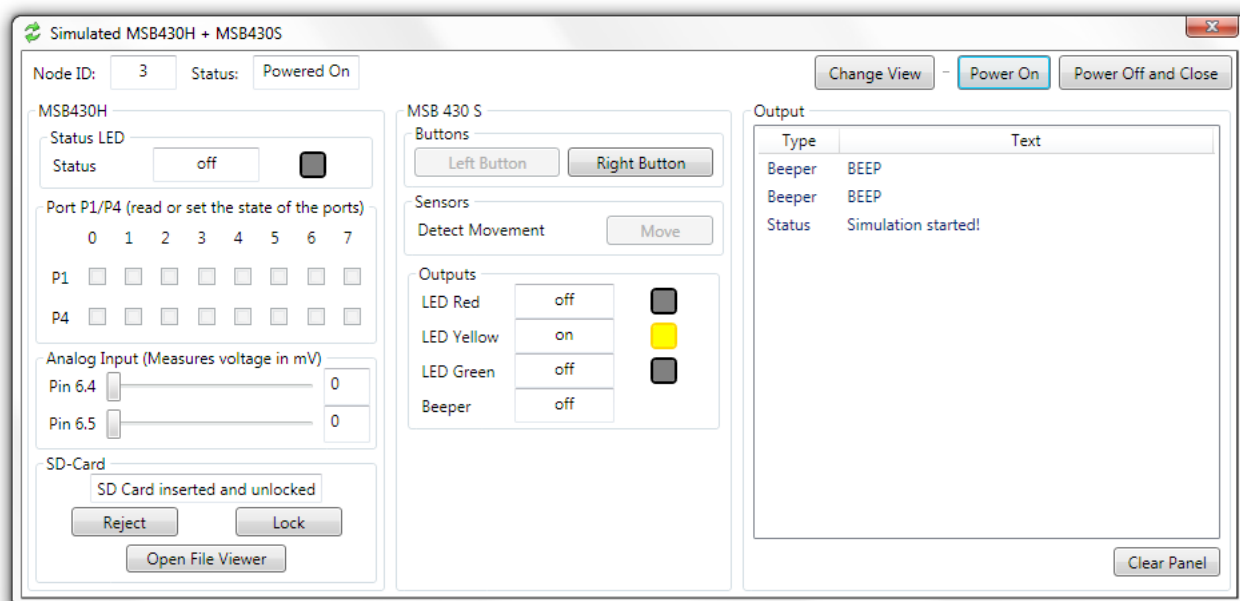 Simulated MSB430H + MSB430S
x
Node ID: 3 Status: Powered On Change View - Power On Power Off and Close
MSB430H
Status LED
Status off
Port P1/P4 (read or set the state of the ports)
0 1 2 3 4 5 6 7
P1
P4
Analog Input (Measures voltage in mV)
Pin 6.4 0
Pin 6.5 0
SD-Card
SD Card inserted and unlocked
Reject Lock
Open File Viewer
MSB 430 S
Buttons
Left Button Right Button
Sensors
Detect Movement Move
Outputs
LED Red off
LED Yellow on
LED Green off
Beeper off
Output
Type Text
Beeper BEEP
Beeper BEEP
Status Simulation started!
Clear Panel